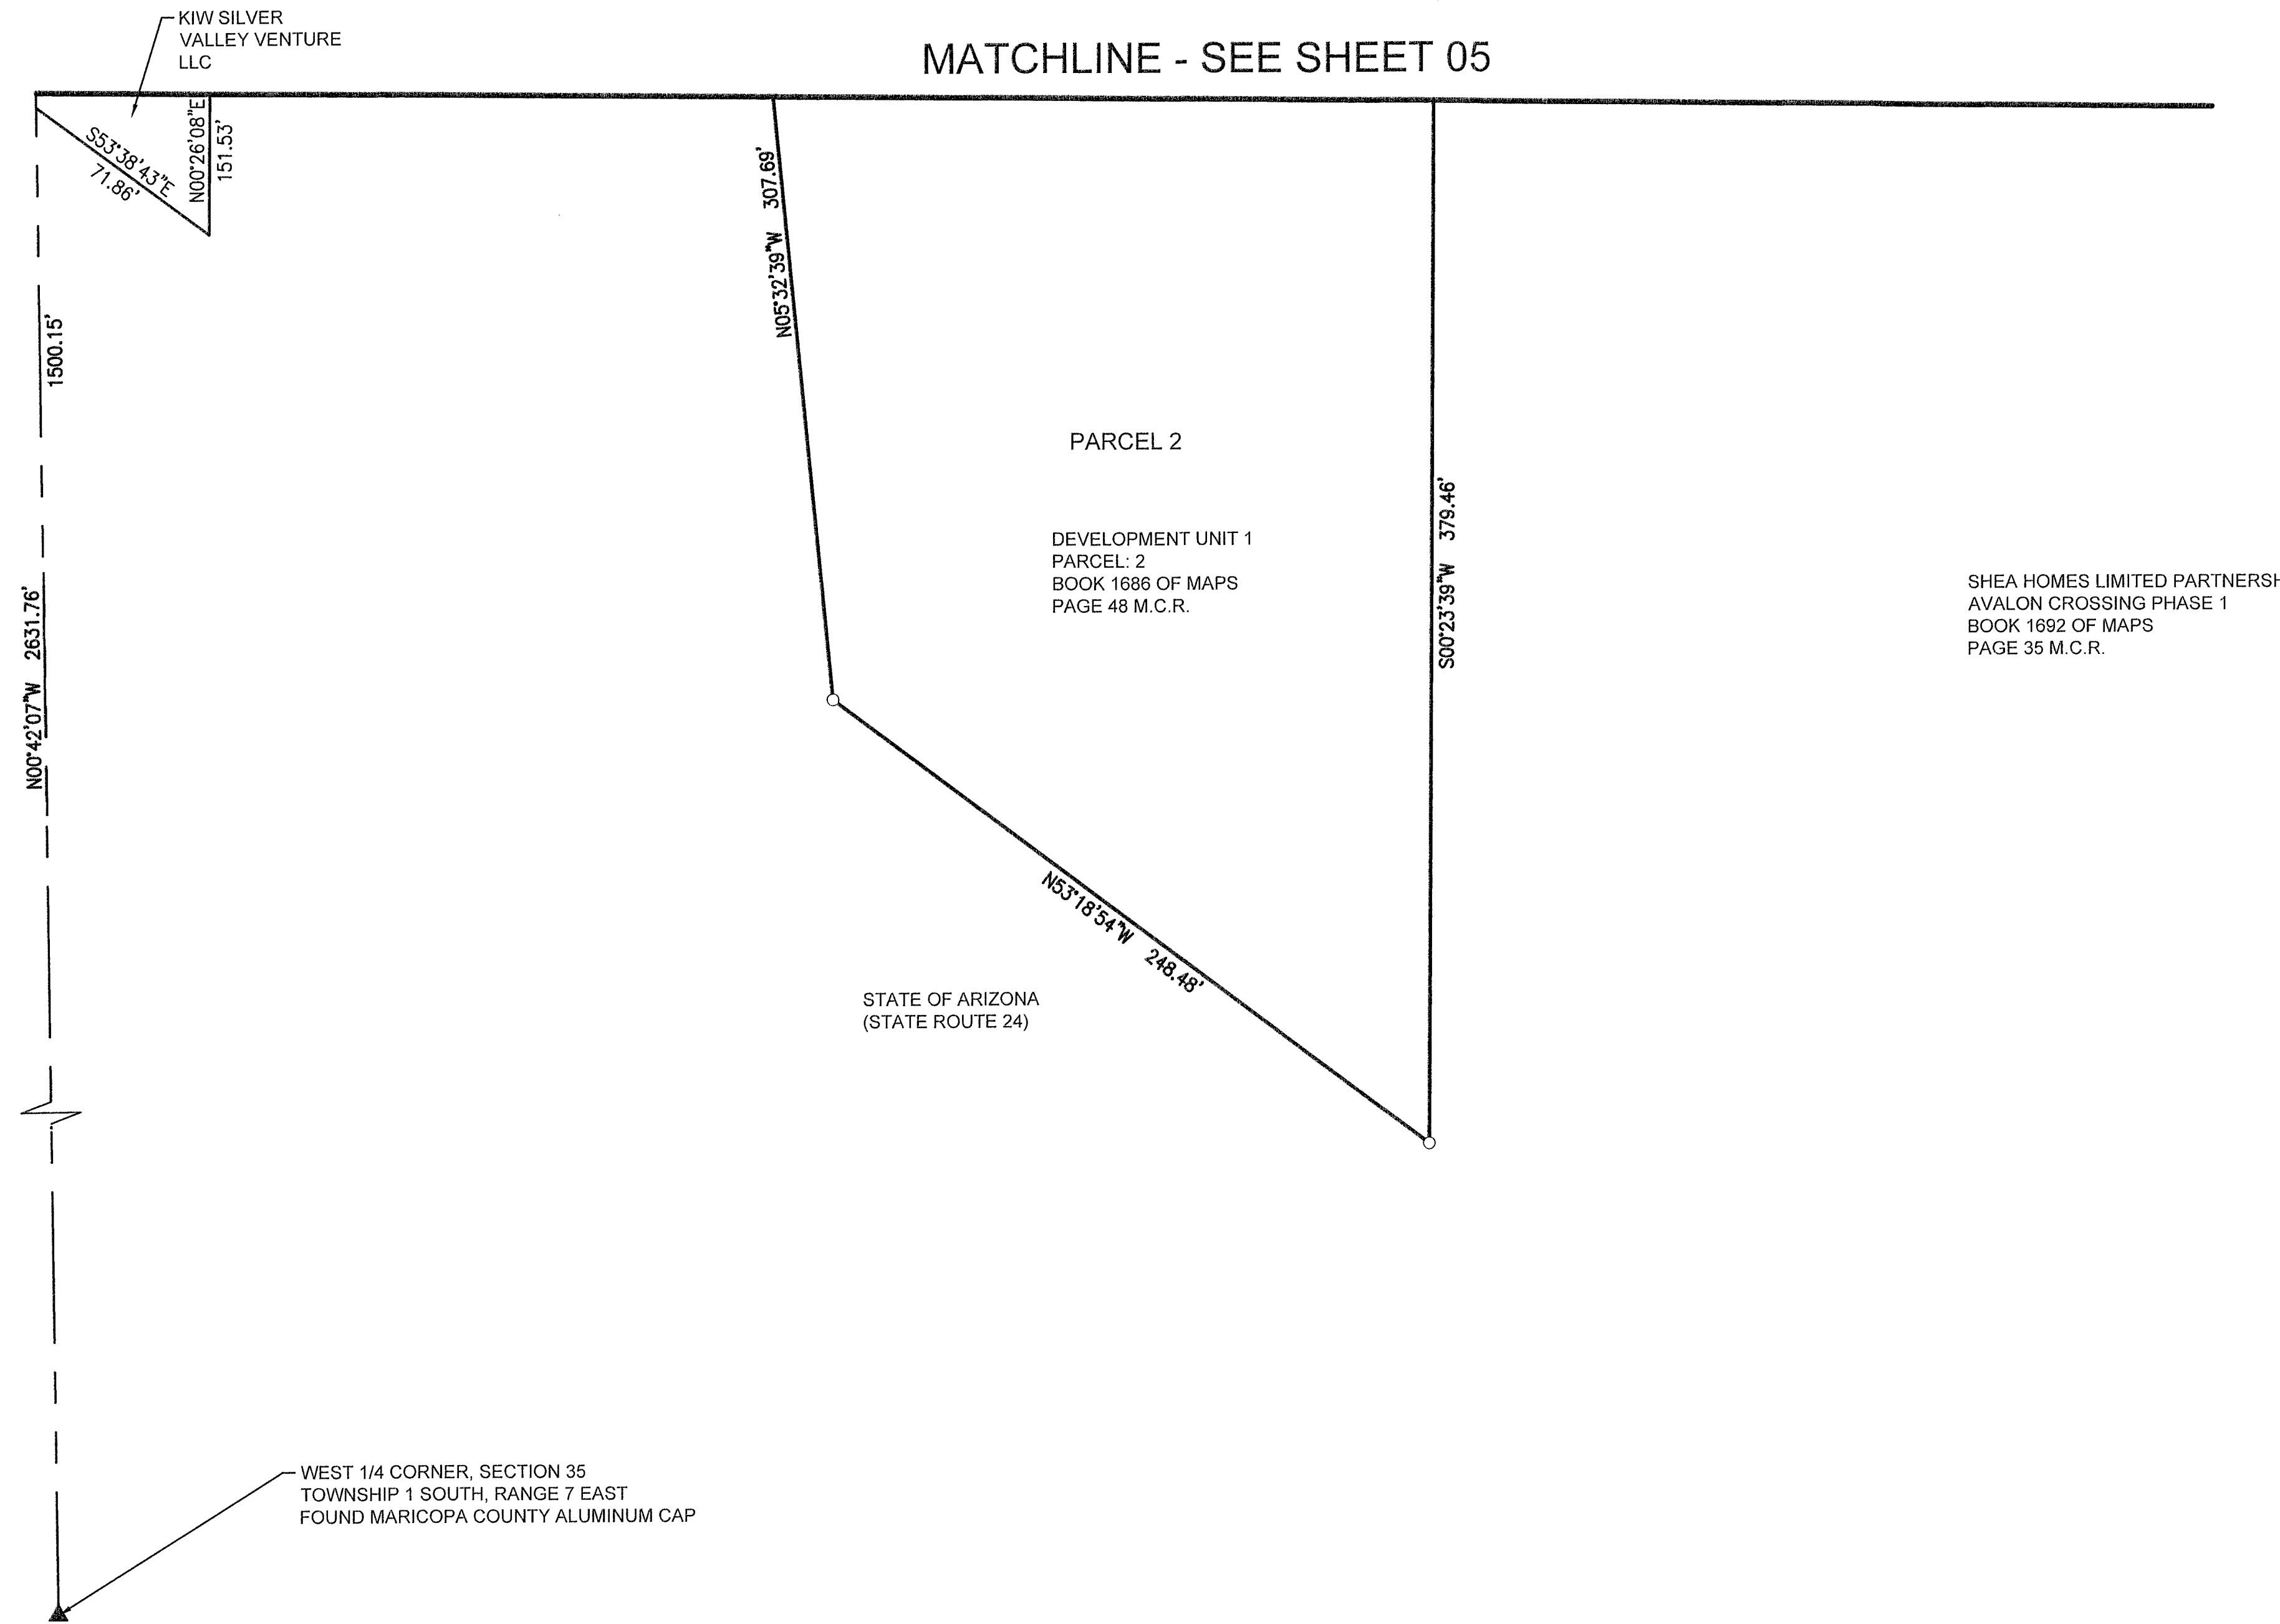 KIW SILVER
VALLEY VENTURE
LLC
MATCHLINE - SEE SHEET 05
S53°38'43"E
71.86'
N00°26'08"E
151.53'
N05°32'39"W 307.69'
1500.15'
PARCEL 2
S00°23'39"W 379.46'
DEVELOPMENT UNIT 1
PARCEL: 2
BOOK 1686 OF MAPS
PAGE 48 M.C.R.
SHEA HOMES LIMITED PARTNERSH
AVALON CROSSING PHASE 1
BOOK 1692 OF MAPS
PAGE 35 M.C.R.
N00°42'07"W 2631.76'
N53°18'54"W 248.48'
STATE OF ARIZONA
(STATE ROUTE 24)
WEST 1/4 CORNER, SECTION 35
TOWNSHIP 1 SOUTH, RANGE 7 EAST
FOUND MARICOPA COUNTY ALUMINUM CAP